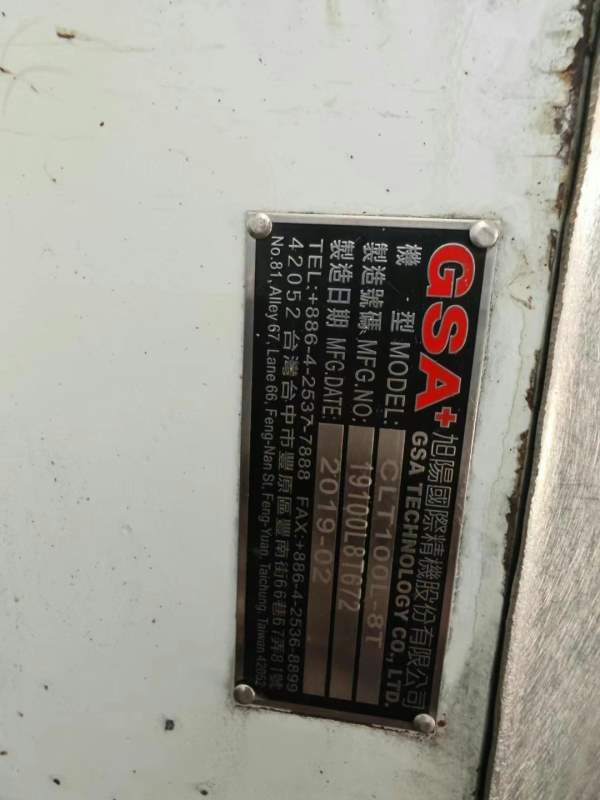 GSA+ 旭陽國際精機股份有限公司
GSA TECHNOLOGY CO., LTD.
機 型 MODEL: CLT100L-8T
製造號碼 MFG.NO: 19100L8T672
製造日期 MFG.DATE: 2019-02
TEL:+886-4-2537-7888 FAX:+886-4-2536-8899
42052 台灣台中市豐原區豐南街66巷67弄81號
No.81, Alley 67, Lane 66, Feng-Nan St, Feng-Yuan, Taichung, Taiwan 42052